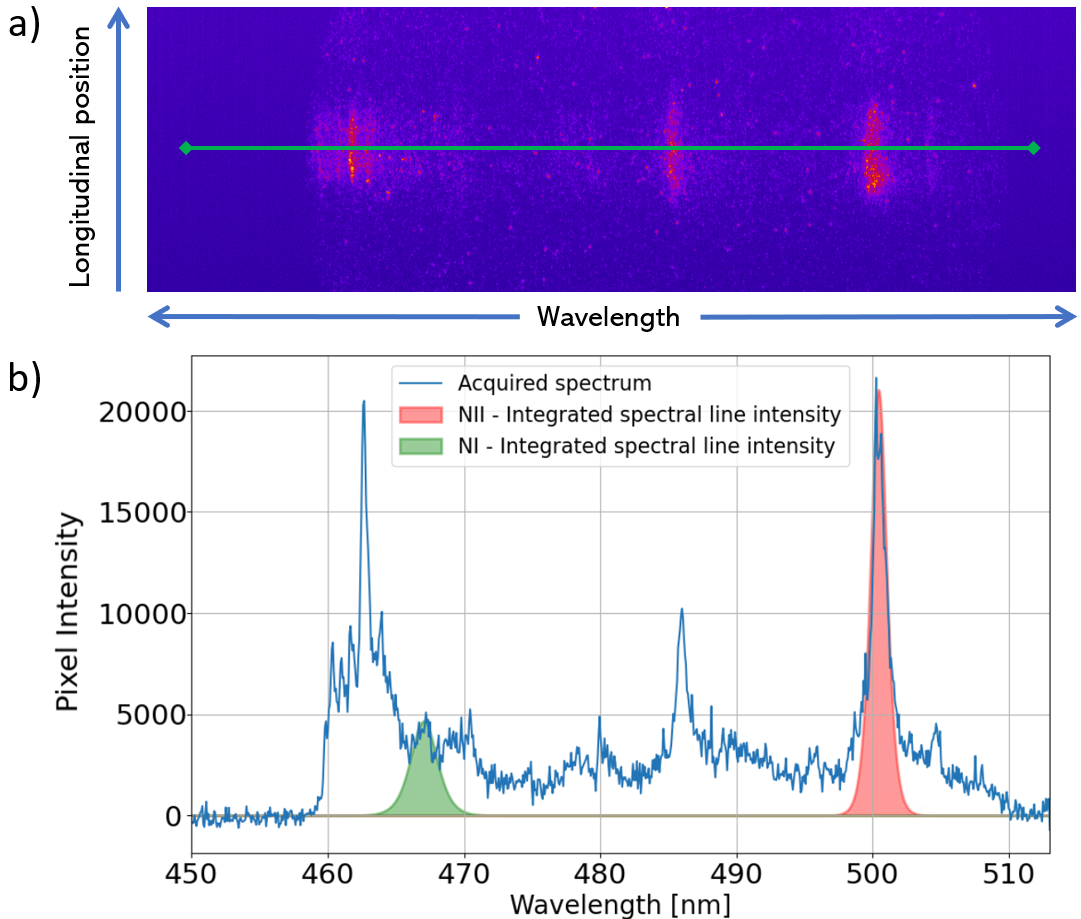 a)
Longitudinal position
Wavelength
b)
Acquired spectrum
NII - Integrated spectral line intensity
NI - Integrated spectral line intensity
Pixel Intensity
20000
15000
10000
5000
0
450 460 470 480 490 500 510
Wavelength [nm]